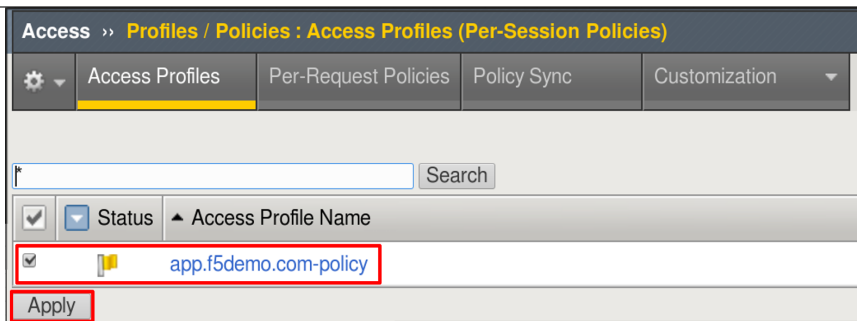 Access ›› Profiles / Policies : Access Profiles (Per-Session Policies)
Access Profiles Per-Request Policies Policy Sync Customization
* Search
Status Access Profile Name
app.f5demo.com-policy
Apply